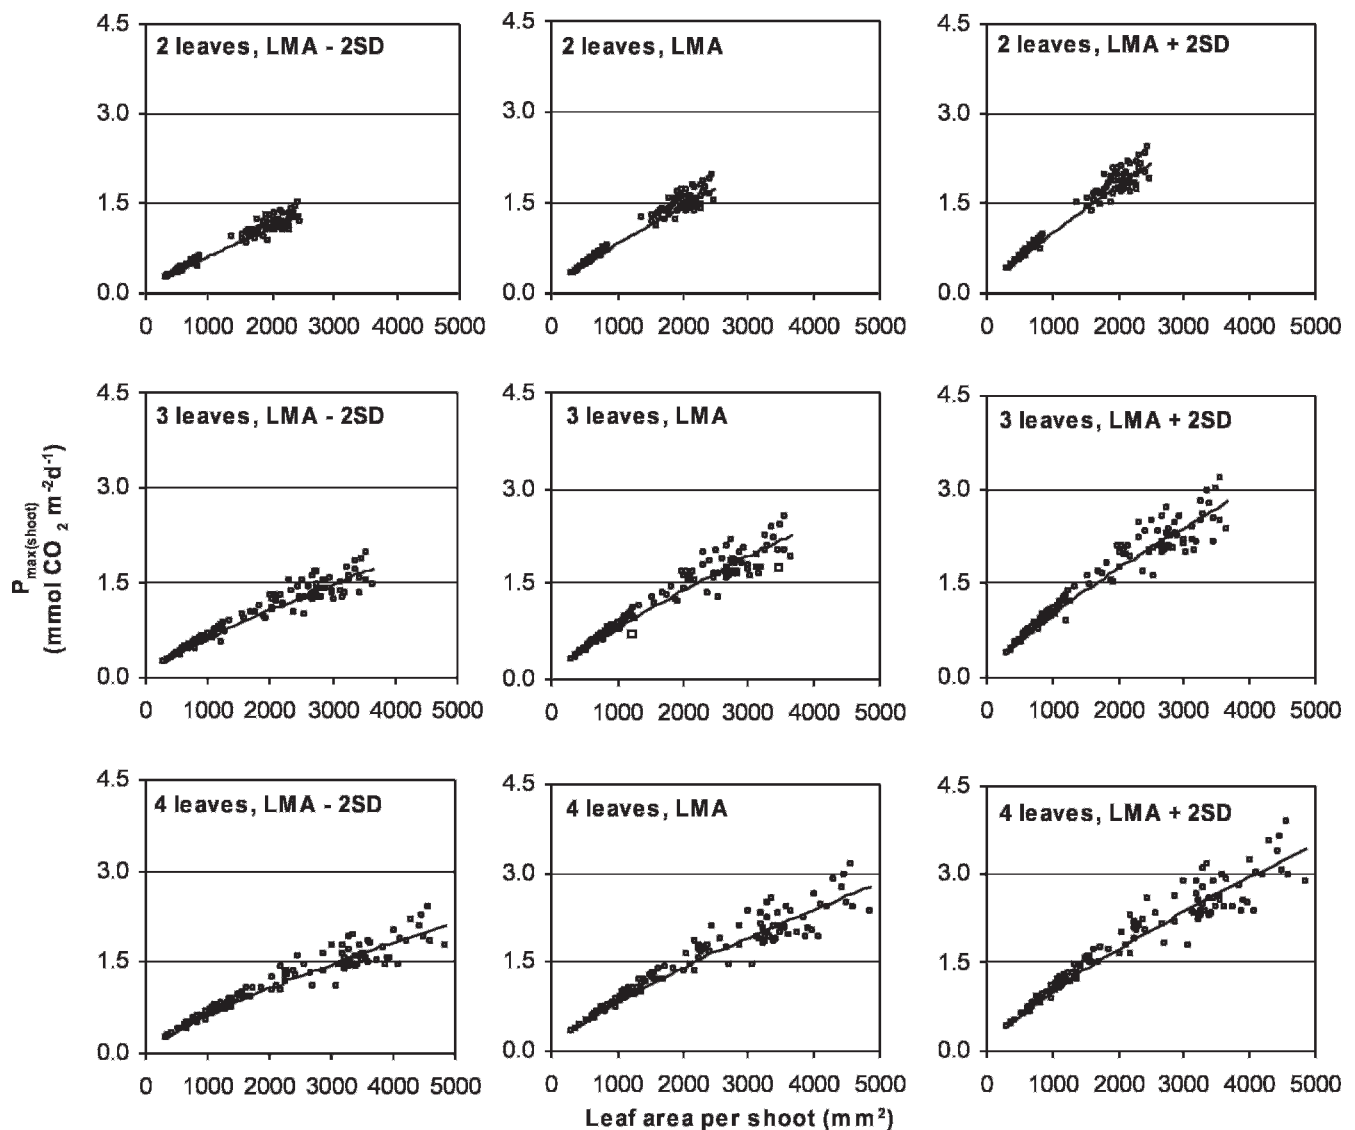 4.5
2 leaves, LMA - 2SD
3.0
1.5
0.0
0 1000 2000 3000 4000 5000
4.5
2 leaves, LMA
3.0
1.5
0.0
0 1000 2000 3000 4000 5000
4.5
2 leaves, LMA + 2SD
3.0
1.5
0.0
0 1000 2000 3000 4000 5000
Pmax(shoot)
(mmol CO2 m-2d-1)
4.5
3 leaves, LMA - 2SD
3.0
1.5
0.0
0 1000 2000 3000 4000 5000
4.5
3 leaves, LMA
3.0
1.5
0.0
0 1000 2000 3000 4000 5000
4.5
3 leaves, LMA + 2SD
3.0
1.5
0.0
0 1000 2000 3000 4000 5000
4.5
4 leaves, LMA - 2SD
3.0
1.5
0.0
0 1000 2000 3000 4000 5000
4.5
4 leaves, LMA
3.0
1.5
0.0
0 1000 2000 3000 4000 5000
4.5
4 leaves, LMA + 2SD
3.0
1.5
0.0
0 1000 2000 3000 4000 5000
Leaf area per shoot (mm2)